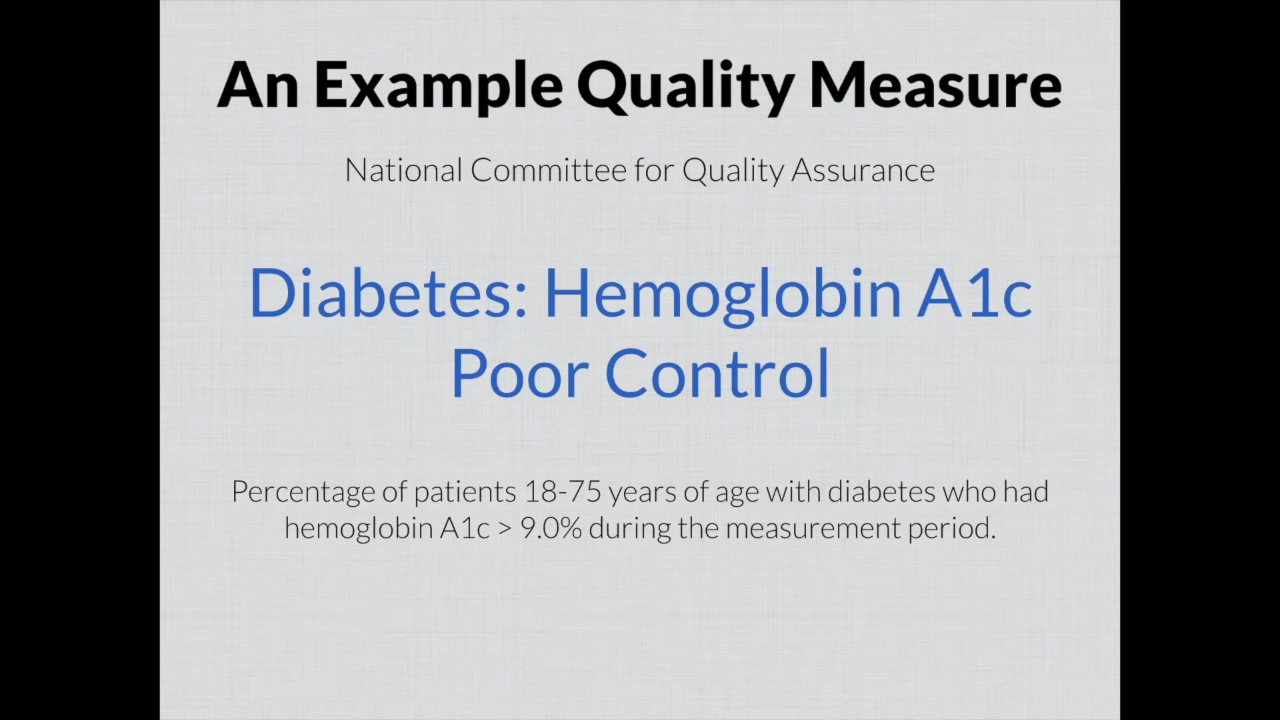 An Example Quality Measure
National Committee for Quality Assurance
Diabetes: Hemoglobin A1c
Poor Control
Percentage of patients 18-75 years of age with diabetes who had
hemoglobin A1c > 9.0% during the measurement period.